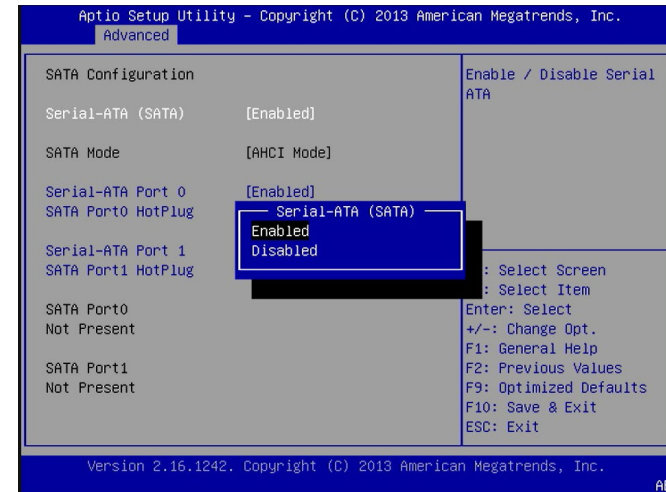 Aptio Setup Utility - Copyright (C) 2013 American Megatrends, Inc.
Advanced
SATA Configuration
Serial-ATA (SATA) [Enabled]
SATA Mode [AHCI Mode]
Serial-ATA Port 0 [Enabled]
SATA Port0 HotPlug
Serial-ATA Port 1
SATA Port1 HotPlug
SATA Port0
Not Present
SATA Port1
Not Present
Serial-ATA (SATA)
Enabled
Disabled
Enable / Disable Serial
ATA
: Select Screen
: Select Item
Enter: Select
+/-: Change Opt.
F1: General Help
F2: Previous Values
F9: Optimized Defaults
F10: Save & Exit
ESC: Exit
Version 2.16.1242. Copyright (C) 2013 American Megatrends, Inc.